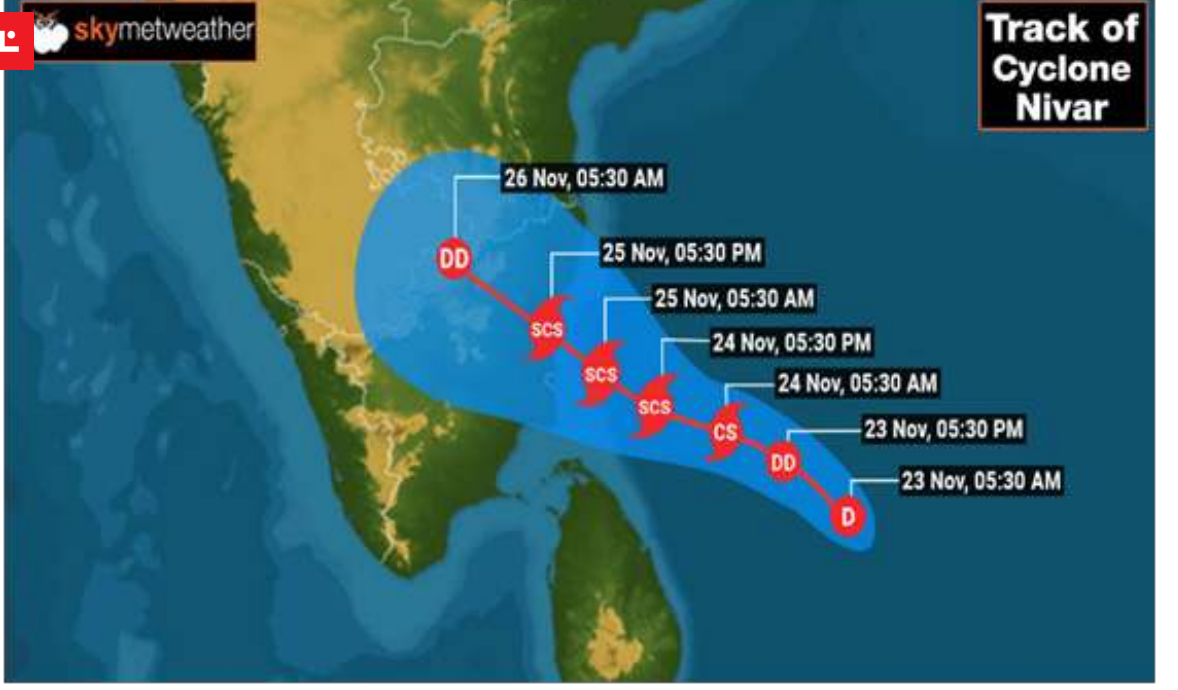 skymetweather
Track of
Cyclone
Nivar
26 Nov, 05:30 AM
DD
25 Nov, 05:30 PM
SCS
25 Nov, 05:30 AM
SCS
24 Nov, 05:30 PM
SCS
24 Nov, 05:30 AM
CS
23 Nov, 05:30 PM
DD
23 Nov, 05:30 AM
D